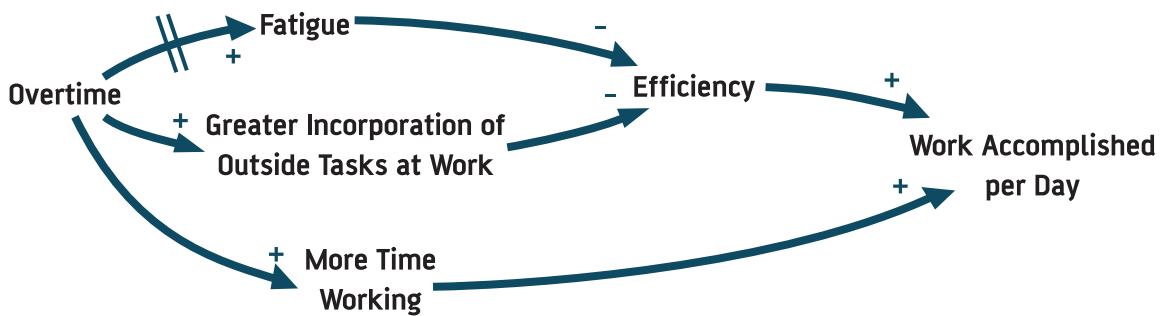 Fatigue
–
+
Overtime
Efficiency
+
–
+
Greater Incorporation of
Outside Tasks at Work
Work Accomplished
per Day
+
+
More Time
Working